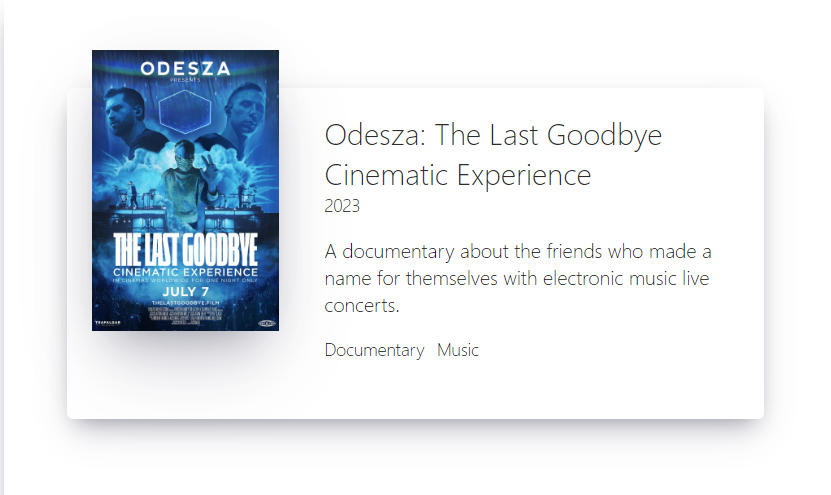 ODESZA
PRESENTS
THE LAST GOODBYE
CINEMATIC EXPERIENCE
IN CINEMAS WORLDWIDE FOR ONE NIGHT ONLY
JULY 7
THELASTGOODBYE.FILM
TRAFALGAR
Odesza: The Last Goodbye
Cinematic Experience
2023
A documentary about the friends who made a
name for themselves with electronic music live
concerts.
Documentary Music